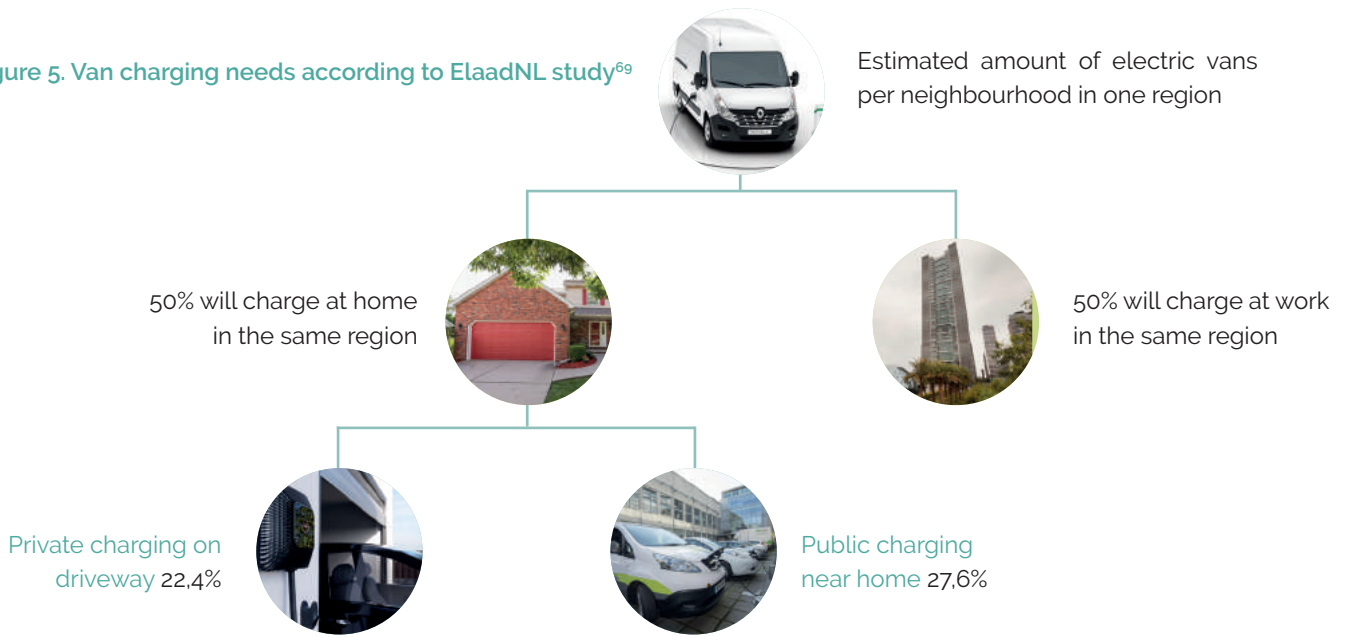 gure 5. Van charging needs according to ElaadNL study⁶⁹
Estimated amount of electric vans
per neighbourhood in one region
50% will charge at home
in the same region
50% will charge at work
in the same region
Private charging on
driveway 22,4%
Public charging
near home 27,6%